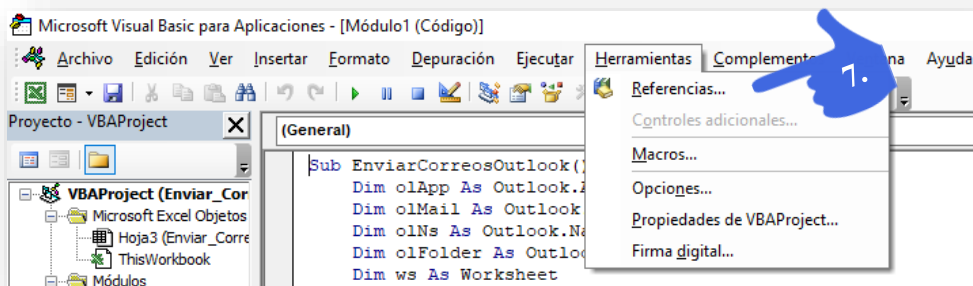 Microsoft Visual Basic para Aplicaciones - [Módulo1 (Código)]
Archivo Edición Ver Insertar Formato Depuración Ejecutar Herramientas Ayuda
7.
Referencias...
Proyecto - VBAProject
(General)
Controles adicionales...
Macros...
Opciones...
Propiedades de VBAProject...
Firma digital...
VBAProject (Enviar_Cor
Microsoft Excel Objetos
Hoja3 (Enviar_Corre
ThisWorkbook
Módulos
Sub EnviarCorreosOutlook(
Dim olApp As Outlook.
Dim olMail As Outlook
Dim olNs As Outlook.Na
Dim olFolder As Outlo
Dim ws As Worksheet